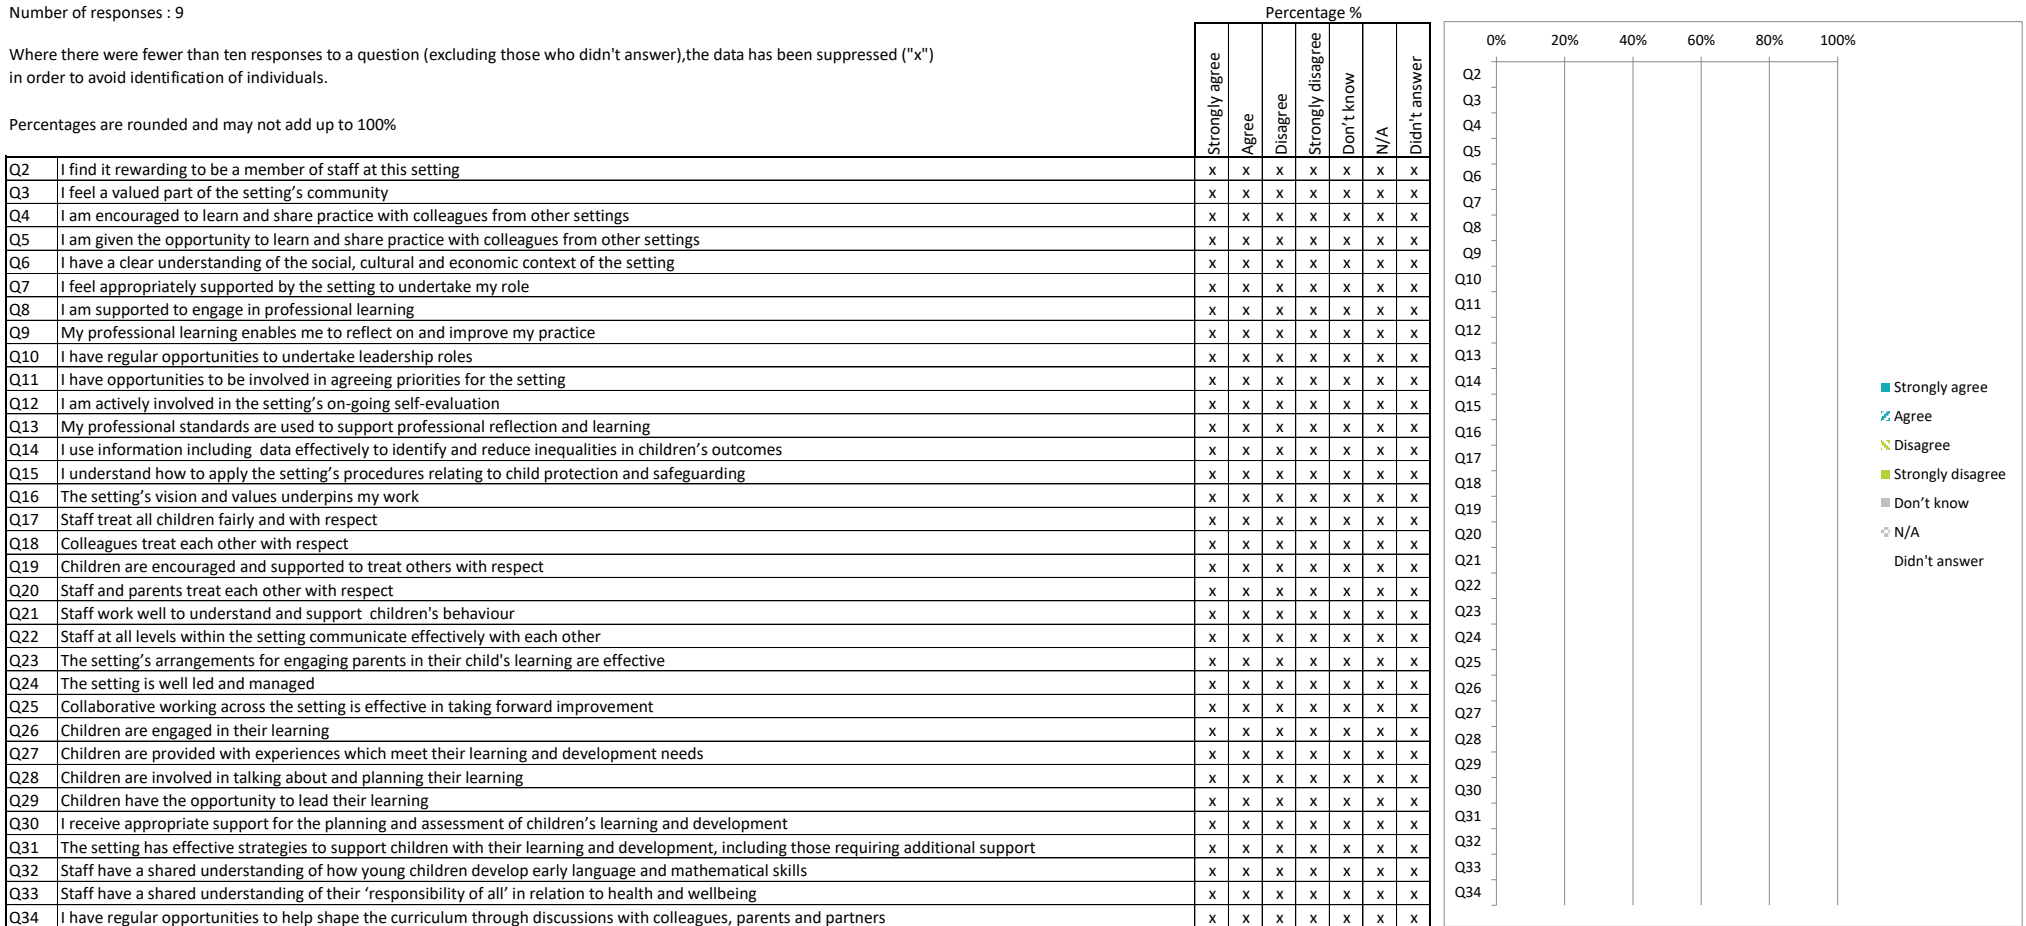 Number of responses : 9
Percentage %
Where there were fewer than ten responses to a question (excluding those who didn't answer),the data has been suppressed ("x")
in order to avoid identification of individuals.
Percentages are rounded and may not add up to 100%
Strongly agree
Agree
Disagree
Strongly disagree
Don’t know
N/A
Didn't answer
Q2 I find it rewarding to be a member of staff at this setting x x x x x x x
Q3 I feel a valued part of the setting’s community x x x x x x x
Q4 I am encouraged to learn and share practice with colleagues from other settings x x x x x x x
Q5 I am given the opportunity to learn and share practice with colleagues from other settings x x x x x x x
Q6 I have a clear understanding of the social, cultural and economic context of the setting x x x x x x x
Q7 I feel appropriately supported by the setting to undertake my role x x x x x x x
Q8 I am supported to engage in professional learning x x x x x x x
Q9 My professional learning enables me to reflect on and improve my practice x x x x x x x
Q10 I have regular opportunities to undertake leadership roles x x x x x x x
Q11 I have opportunities to be involved in agreeing priorities for the setting x x x x x x x
Q12 I am actively involved in the setting’s on-going self-evaluation x x x x x x x
Q13 My professional standards are used to support professional reflection and learning x x x x x x x
Q14 I use information including  data effectively to identify and reduce inequalities in children’s outcomes x x x x x x x
Q15 I understand how to apply the setting’s procedures relating to child protection and safeguarding x x x x x x x
Q16 The setting’s vision and values underpins my work x x x x x x x
Q17 Staff treat all children fairly and with respect x x x x x x x
Q18 Colleagues treat each other with respect x x x x x x x
Q19 Children are encouraged and supported to treat others with respect x x x x x x x
Q20 Staff and parents treat each other with respect x x x x x x x
Q21 Staff work well to understand and support  children's behaviour x x x x x x x
Q22 Staff at all levels within the setting communicate effectively with each other x x x x x x x
Q23 The setting’s arrangements for engaging parents in their child's learning are effective x x x x x x x
Q24 The setting is well led and managed x x x x x x x
Q25 Collaborative working across the setting is effective in taking forward improvement x x x x x x x
Q26 Children are engaged in their learning x x x x x x x
Q27 Children are provided with experiences which meet their learning and development needs x x x x x x x
Q28 Children are involved in talking about and planning their learning x x x x x x x
Q29 Children have the opportunity to lead their learning x x x x x x x
Q30 I receive appropriate support for the planning and assessment of children’s learning and development x x x x x x x
Q31 The setting has effective strategies to support children with their learning and development, including those requiring additional support x x x x x x x
Q32 Staff have a shared understanding of how young children develop early language and mathematical skills x x x x x x x
Q33 Staff have a shared understanding of their ‘responsibility of all’ in relation to health and wellbeing x x x x x x x
Q34 I have regular opportunities to help shape the curriculum through discussions with colleagues, parents and partners x x x x x x x
0% 20% 40% 60% 80% 100%
Q2
Q3
Q4
Q5
Q6
Q7
Q8
Q9
Q10
Q11
Q12
Q13
Q14
Q15
Q16
Q17
Q18
Q19
Q20
Q21
Q22
Q23
Q24
Q25
Q26
Q27
Q28
Q29
Q30
Q31
Q32
Q33
Q34
Strongly agree
Agree
Disagree
Strongly disagree
Don’t know
N/A
Didn't answer